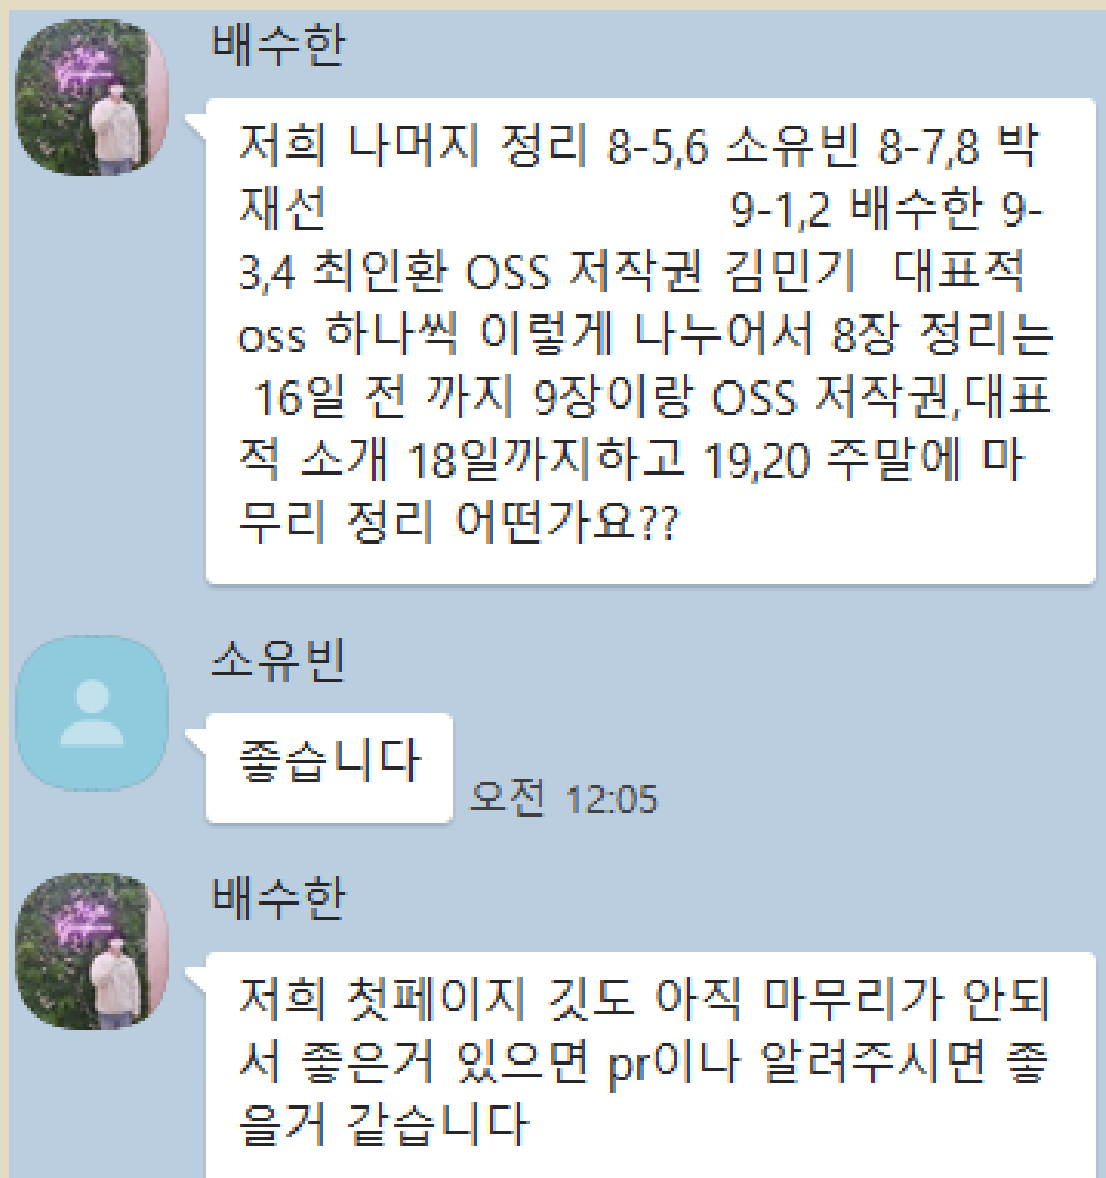 배수한
저희 나머지 정리 8-5,6 소유빈 8-7,8 박
재선 9-1,2 배수한 9-
3,4 최인환 OSS 저작권 김민기 대표적
oss 하나씩 이렇게 나누어서 8장 정리는
16일 전 까지 9장이랑 OSS 저작권,대표
적 소개 18일까지하고 19,20 주말에 마
무리 정리 어떤가요??
소유빈
좋습니다
오전 12:05
배수한
저희 첫페이지 깃도 아직 마무리가 안되
서 좋은거 있으면 pr이나 알려주시면 좋
을거 같습니다